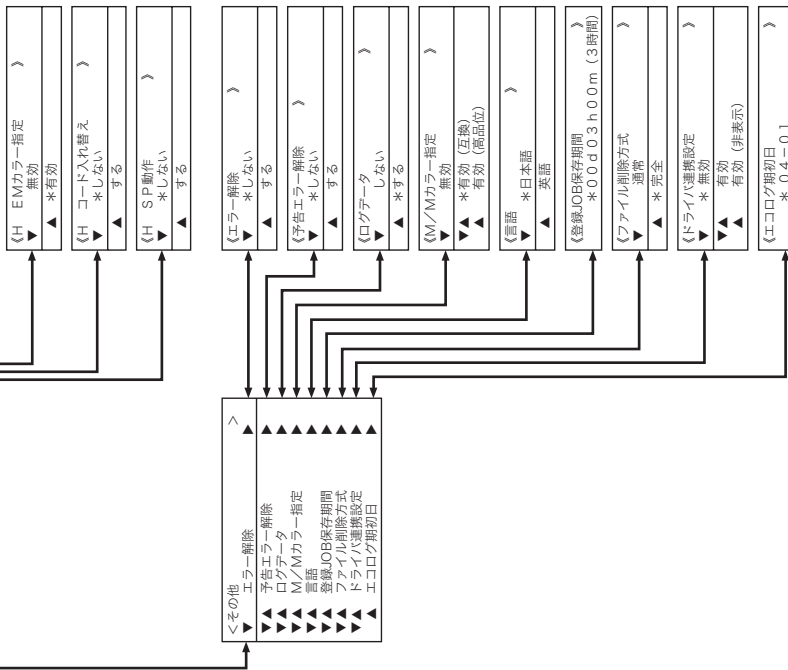 《H EMカラー指定 》
▼ 無効
▲ *有効
《H コード入れ替え 》
▼ *しない
▲ する
《H SP動作 》
▼ *しない
▲ する
《エラー解除 》
▼ *しない
▲ する
《予告エラー解除 》
▼ *しない
▲ する
《ログデータ 》
▼ しない
▲ *する
《M/Mカラー指定 》
▼ 無効
▼▲ *有効(互換)
▲ 有効(高品位)
《言語 》
▼ *日本語
▲ 英語
《登録JOB保存期間 》
*00d03h00m(3時間)
《ファイル削除方式 》
▼ 通常
▲ *完全
《ドライバ連携設定 》
▼ *無効
▼▲ 有効
▲ 有効(非表示)
《エコログ期初日 》
*04-01
<その他 >
▼ エラー解除 ▲
▼▲ 予告エラー解除 ▲
▼▲ ログデータ ▲
▼▲ M/Mカラー指定 ▲
▼▲ 言語 ▲
▼▲ 登録JOB保存期間 ▲
▼▲ ファイル削除方式 ▲
▼▲ ドライバ連携設定 ▲
▲ エコログ期初日 ▲